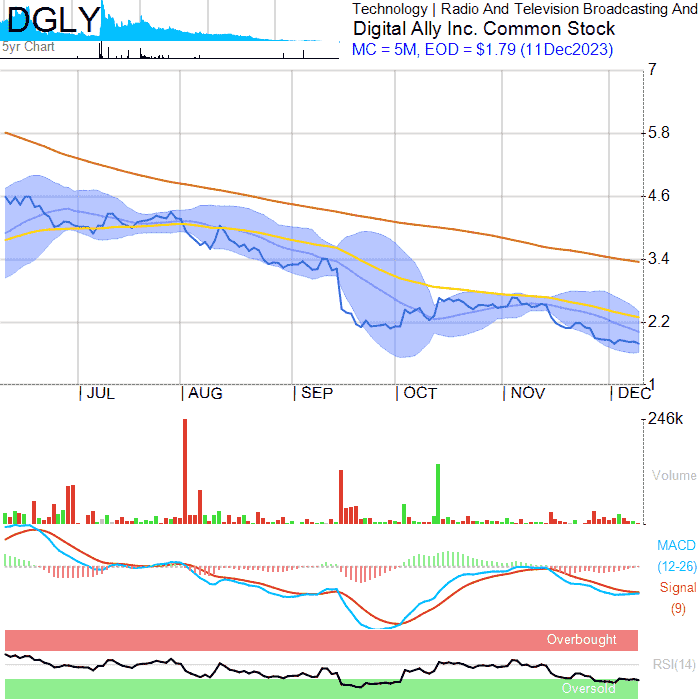 DGLY
5yr Chart
Technology | Radio And Television Broadcasting And
Digital Ally Inc. Common Stock
MC = 5M, EOD = $1.79 (11Dec2023)
7
5.8
4.6
3.4
2.2
1
JUL
AUG
SEP
OCT
NOV
DEC
246k
Volume
MACD
(12-26)
Signal
(9)
Overbought
RSI(14)
Oversold